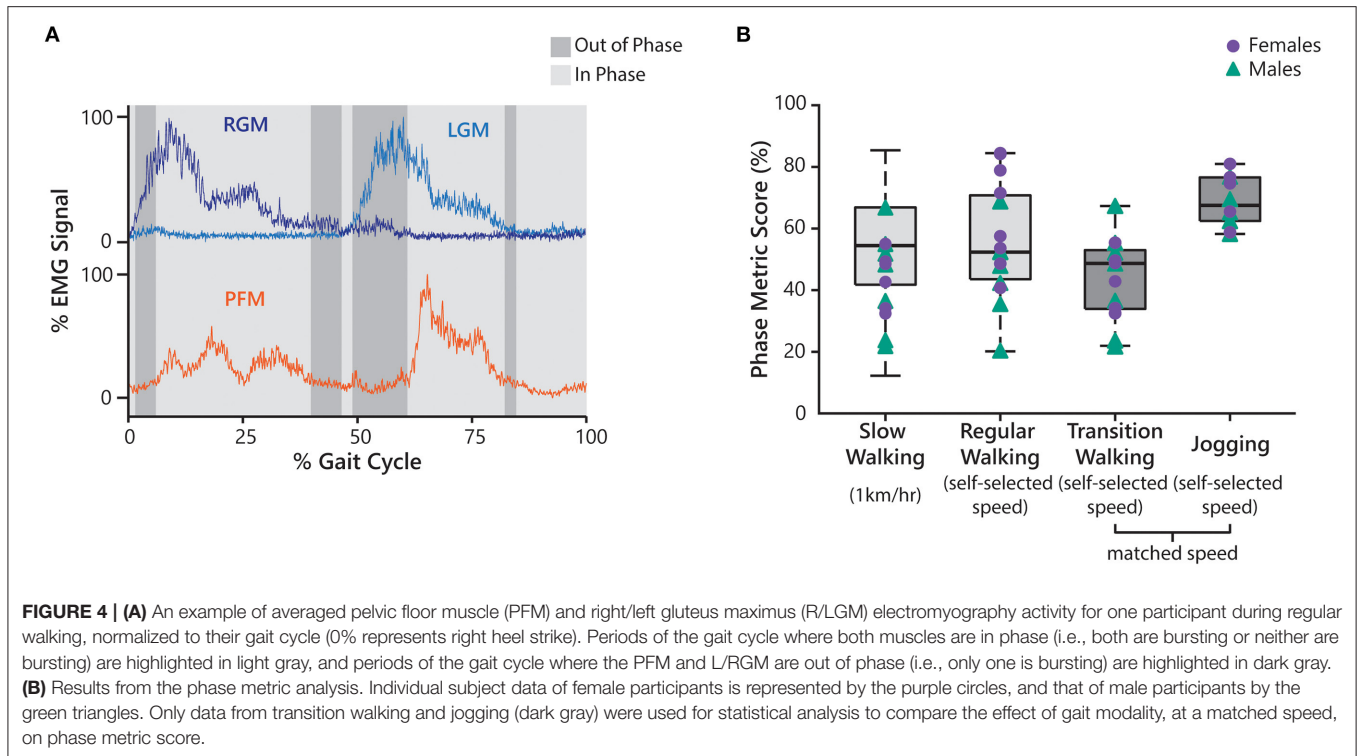 A
Out of Phase
In Phase
100
RGM
LGM
0
100
PFM
0
% EMG Signal
0 25 50 75 100
% Gait Cycle
B
Females
Males
100
80
60
40
20
0
Phase Metric Score (%)
Slow Walking
(1km/hr)
Regular Walking
(self-selected speed)
Transition Walking
(self-selected speed)
Jogging
(self-selected speed)
matched speed
FIGURE 4 | (A) An example of averaged pelvic floor muscle (PFM) and right/left gluteus maximus (R/LGM) electromyography activity for one participant during regular
walking, normalized to their gait cycle (0% represents right heel strike). Periods of the gait cycle where both muscles are in phase (i.e., both are bursting or neither are
bursting) are highlighted in light gray, and periods of the gait cycle where the PFM and L/RGM are out of phase (i.e., only one is bursting) are highlighted in dark gray.
(B) Results from the phase metric analysis. Individual subject data of female participants is represented by the purple circles, and that of male participants by the
green triangles. Only data from transition walking and jogging (dark gray) were used for statistical analysis to compare the effect of gait modality, at a matched speed,
on phase metric score.